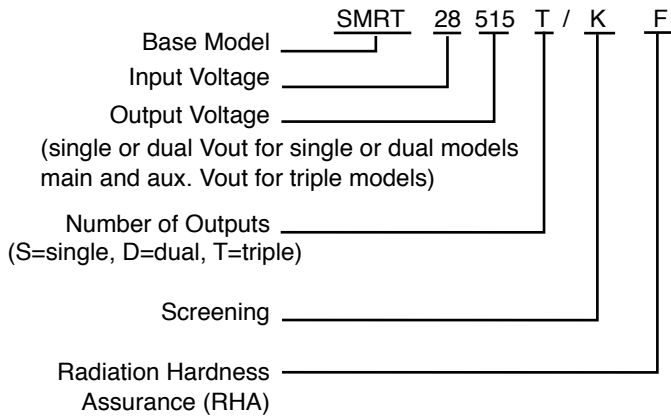 SMRT 28 515 T / K F
Base Model
Input Voltage
Output Voltage
(single or dual Vout for single or dual models
main and aux. Vout for triple models)
Number of Outputs
(S=single, D=dual, T=triple)
Screening
Radiation Hardness
Assurance (RHA)